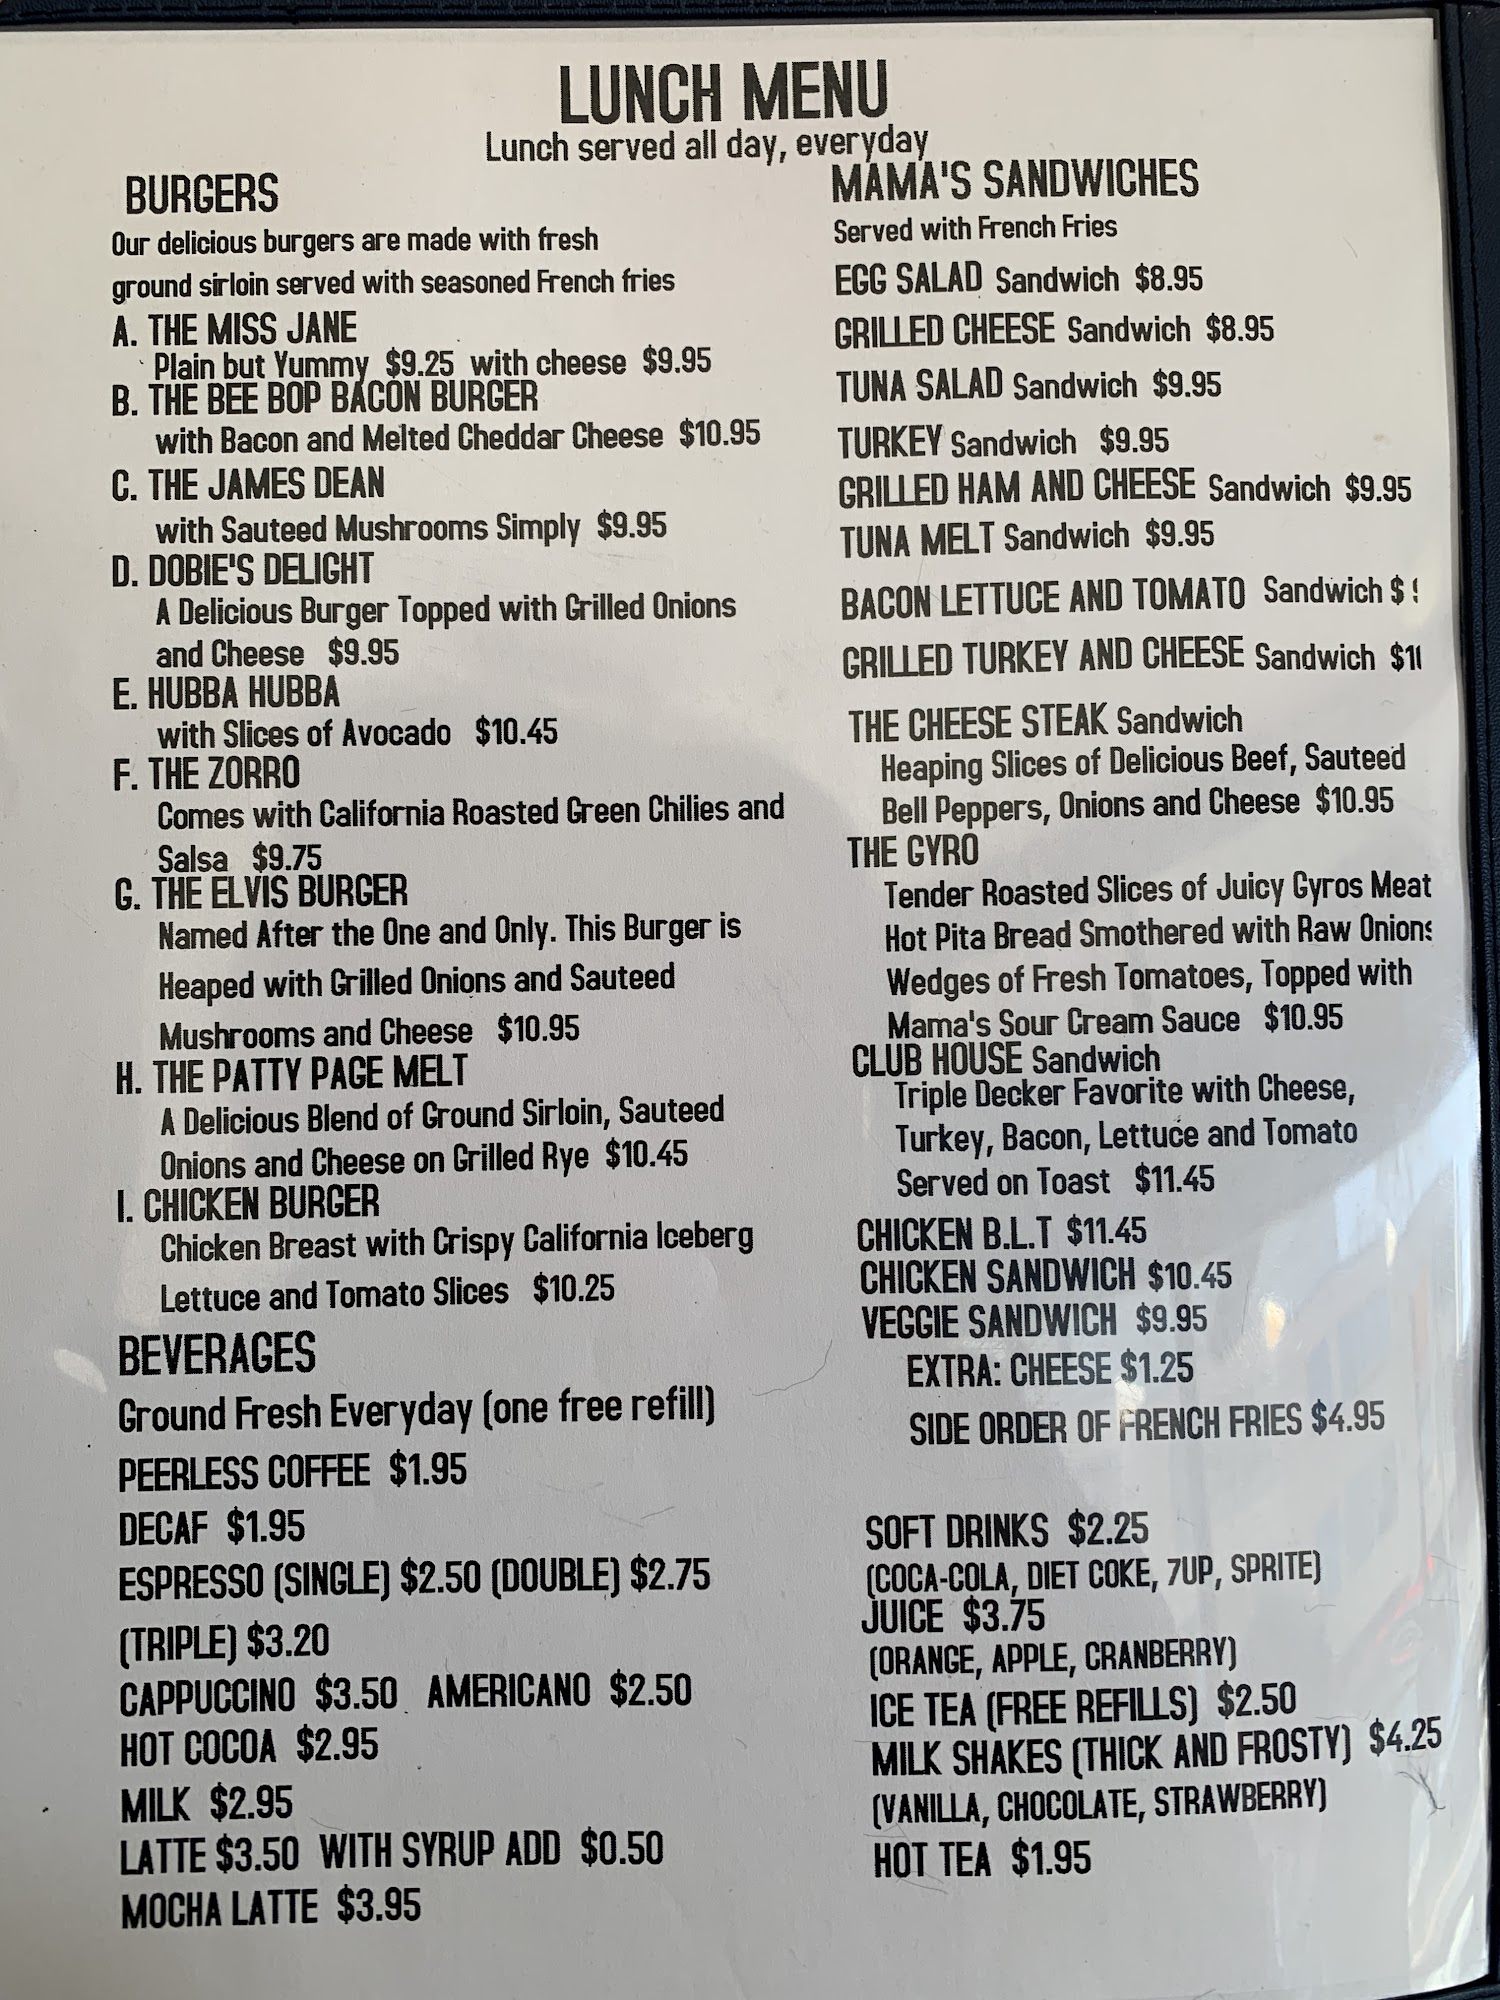 LUNCH MENU
Lunch served all day, everyday
BURGERS
Our delicious burgers are made with fresh
ground sirloin served with seasoned French fries
A. THE MISS JANE
Plain but Yummy $9.25 with cheese $9.95
B. THE BEE BOP BACON BURGER
with Bacon and Melted Cheddar Cheese $10.95
C. THE JAMES DEAN
with Sauteed Mushrooms Simply $9.95
D. DOBIE'S DELIGHT
A Delicious Burger Topped with Grilled Onions
and Cheese $9.95
E. HUBBA HUBBA
with Slices of Avocado $10.45
F. THE ZORRO
Comes with California Roasted Green Chilies and
Salsa $9.75
G. THE ELVIS BURGER
Named After the One and Only. This Burger is
Heaped with Grilled Onions and Sauteed
Mushrooms and Cheese $10.95
H. THE PATTY PAGE MELT
A Delicious Blend of Ground Sirloin, Sauteed
Onions and Cheese on Grilled Rye $10.45
I. CHICKEN BURGER
Chicken Breast with Crispy California Iceberg
Lettuce and Tomato Slices $10.25
BEVERAGES
Ground Fresh Everyday (one free refill)
PEERLESS COFFEE $1.95
DECAF $1.95
ESPRESSO (SINGLE) $2.50 (DOUBLE) $2.75
(TRIPLE) $3.20
CAPPUCCINO $3.50 AMERICANO $2.50
HOT COCOA $2.95
MILK $2.95
LATTE $3.50 WITH SYRUP ADD $0.50
MOCHA LATTE $3.95
MAMA'S SANDWICHES
Served with French Fries
EGG SALAD Sandwich $8.95
GRILLED CHEESE Sandwich $8.95
TUNA SALAD Sandwich $9.95
TURKEY Sandwich $9.95
GRILLED HAM AND CHEESE Sandwich $9.95
TUNA MELT Sandwich $9.95
BACON LETTUCE AND TOMATO Sandwich $
GRILLED TURKEY AND CHEESE Sandwich
THE CHEESE STEAK Sandwich
Heaping Slices of Delicious Beef, Sauteed
Bell Peppers, Onions and Cheese $10.95
THE GYRO
Tender Roasted Slices of Juicy Gyros Meat
Hot Pita Bread Smothered with Raw Onions
Wedges of Fresh Tomatoes, Topped with
Mama's Sour Cream Sauce $10.95
CLUB HOUSE Sandwich
Triple Decker Favorite with Cheese,
Turkey, Bacon, Lettuce and Tomato
Served on Toast $11.45
CHICKEN B.L.T $11.45
CHICKEN SANDWICH $10.45
VEGGIE SANDWICH $9.95
EXTRA: CHEESE $1.25
SIDE ORDER OF FRENCH FRIES $4.95
SOFT DRINKS $2.25
(COCA-COLA, DIET COKE, 7UP, SPRITE)
JUICE $3.75
(ORANGE, APPLE, CRANBERRY)
ICE TEA (FREE REFILLS) $2.50
MILK SHAKES (THICK AND FROSTY) $4.25
(VANILLA, CHOCOLATE, STRAWBERRY)
HOT TEA $1.95